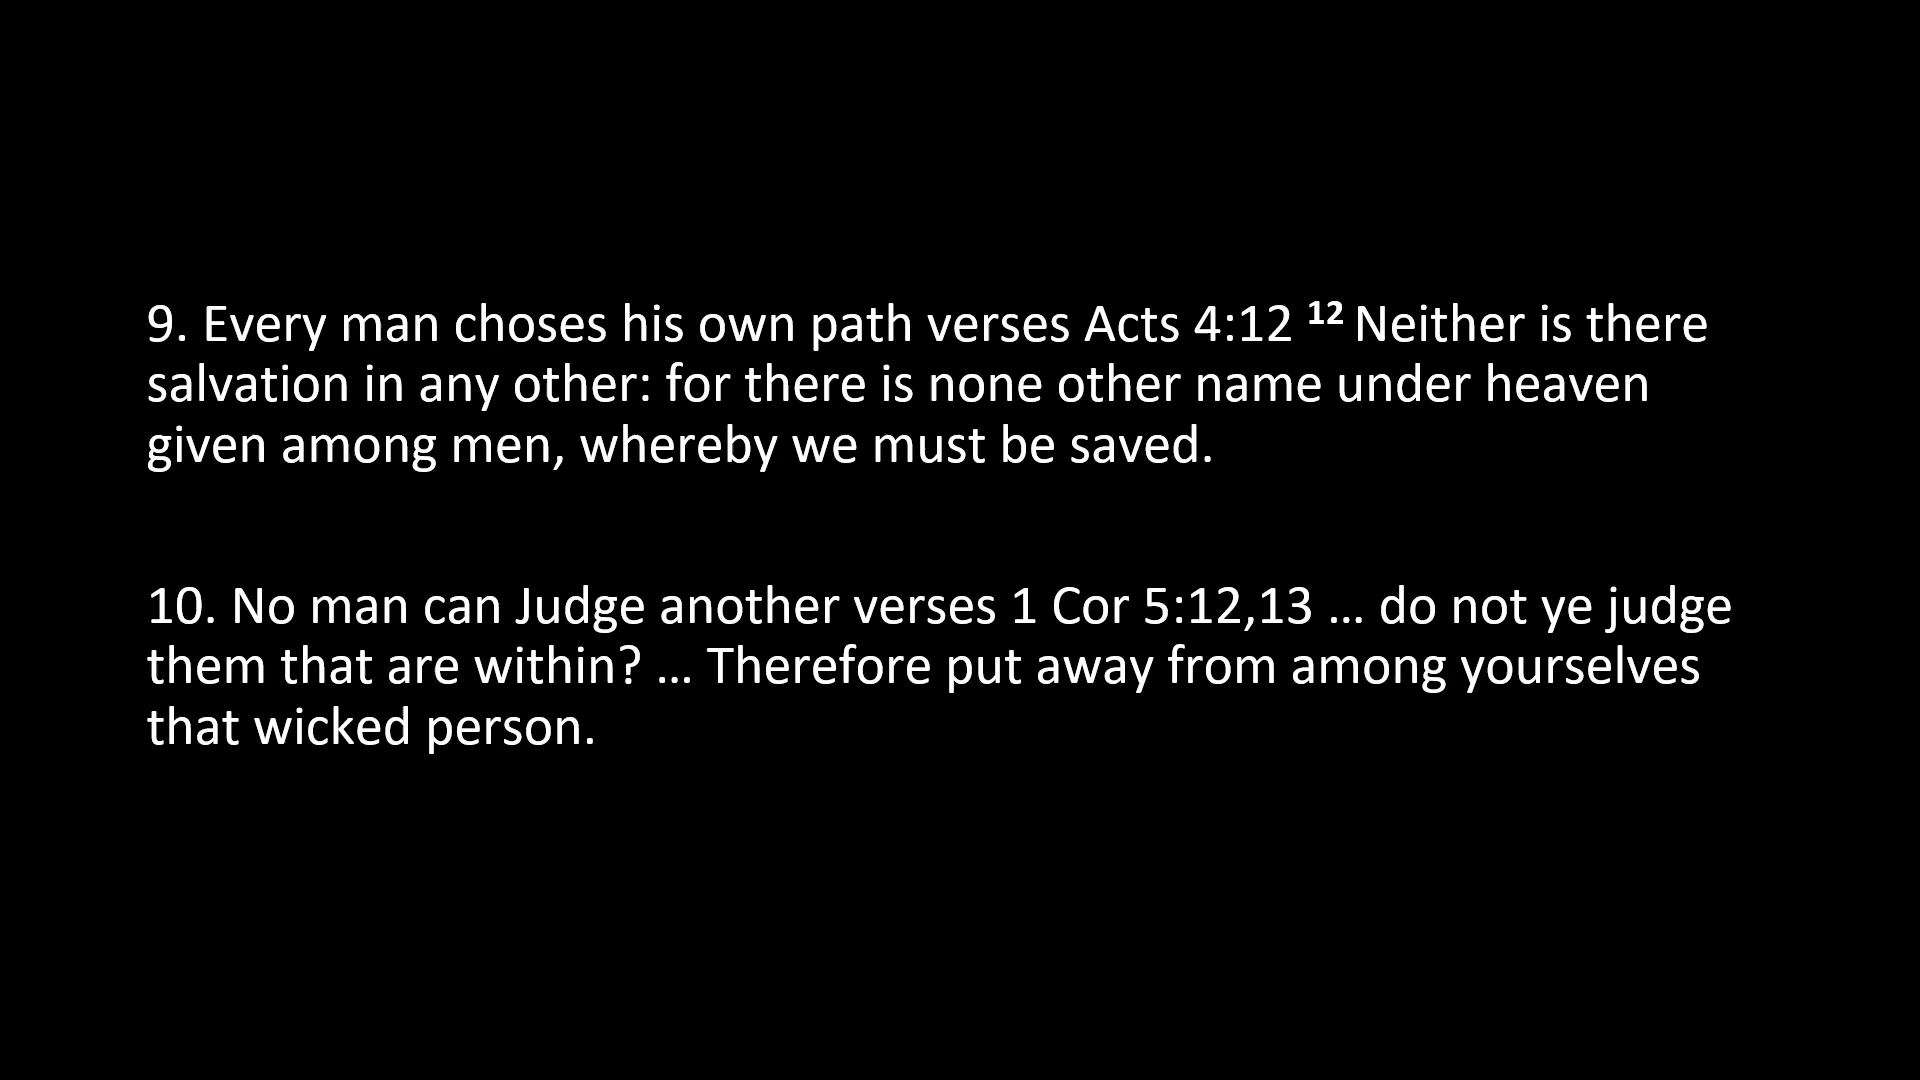 9. Every man choses his own path verses Acts 4:12 ¹² Neither is there
salvation in any other: for there is none other name under heaven
given among men, whereby we must be saved.
10. No man can Judge another verses 1 Cor 5:12,13 … do not ye judge
them that are within? … Therefore put away from among yourselves
that wicked person.